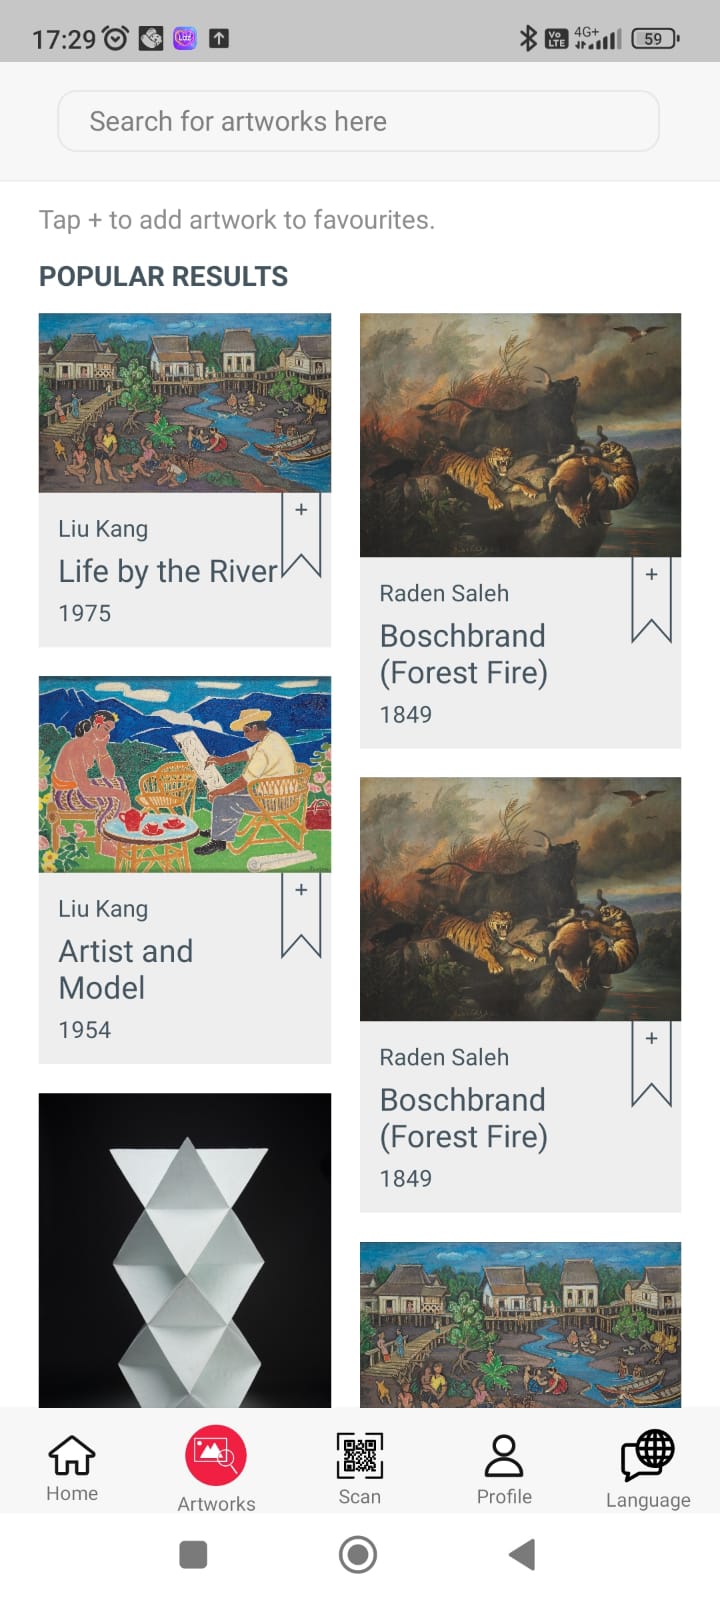 17:29
Vo LTE 4G+ 59
Search for artworks here
Tap + to add artwork to favourites.
POPULAR RESULTS
+
Liu Kang
Life by the River
1975
+
Raden Saleh
Boschbrand
(Forest Fire)
1849
+
Liu Kang
Artist and
Model
1954
+
Raden Saleh
Boschbrand
(Forest Fire)
1849
Home
Artworks
Scan
Profile
Language